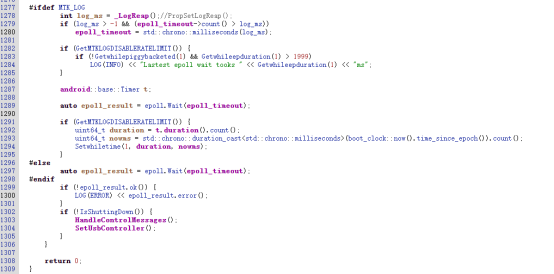 1277 #ifdef MTK_LOG
1278 int log_ms = _LogReap();//PropSetLogReap();
1279 if (log_ms > -1 && (epoll_timeout->count() > log_ms))
1280 epoll_timeout = std::chrono::milliseconds(log_ms);
1281
1282 if (GetMTKLOGDISABLERATELIMIT()) {
1283 if (!Getwhilepiggybacketed(1) && Getwhileepduration(1) > 1999)
1284 LOG(INFO) << "Lastest epoll wait tooks " << Getwhileepduration(1) << "ms";
1285 }
1286
1287 android::base::Timer t;
1288
1289 auto epoll_result = epoll.Wait(epoll_timeout);
1290
1291 if (GetMTKLOGDISABLERATELIMIT()) {
1292 uint64_t duration = t.duration().count();
1293 uint64_t nowms = std::chrono::duration_cast<std::chrono::milliseconds>(boot_clock::now().time_since_epoch()).count();
1294 Setwhiletime(1, duration, nowms);
1295 }
1296 #else
1297 auto epoll_result = epoll.Wait(epoll_timeout);
1298 #endif
1299 if (!epoll_result.ok()) {
1300 LOG(ERROR) << epoll_result.error();
1301 }
1302 if (!IsShuttingDown()) {
1303 HandleControlMessages();
1304 SetUsbController();
1305 }
1306 }
1307
1308 return 0;
1309 }